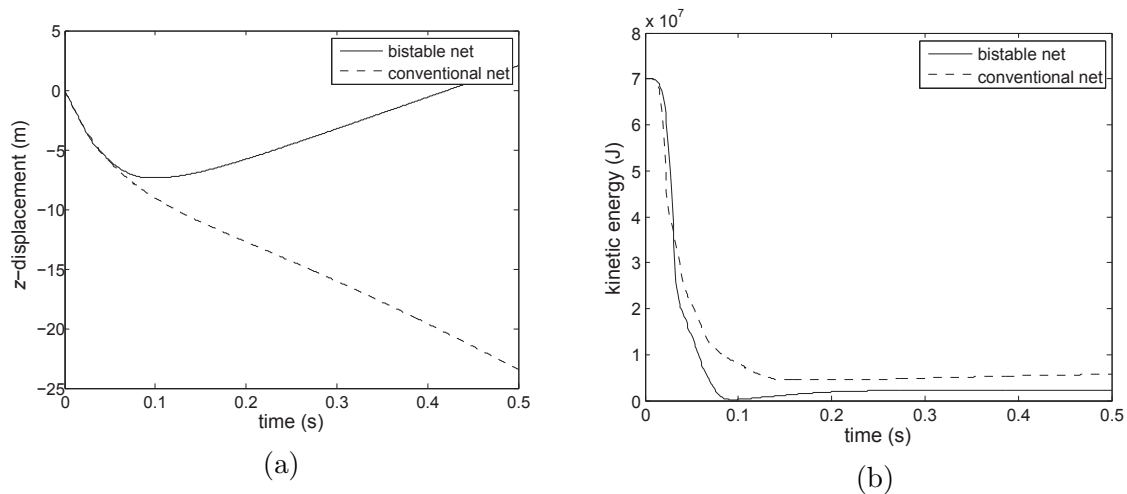 5
0
−5
−10
−15
−20
−25
z−displacement (m)
0 0.1 0.2 0.3 0.4 0.5
time (s)
bistable net
conventional net
(a)
x 10^7
8
7
6
5
4
3
2
1
0
kinetic energy (J)
0 0.1 0.2 0.3 0.4 0.5
time (s)
bistable net
conventional net
(b)